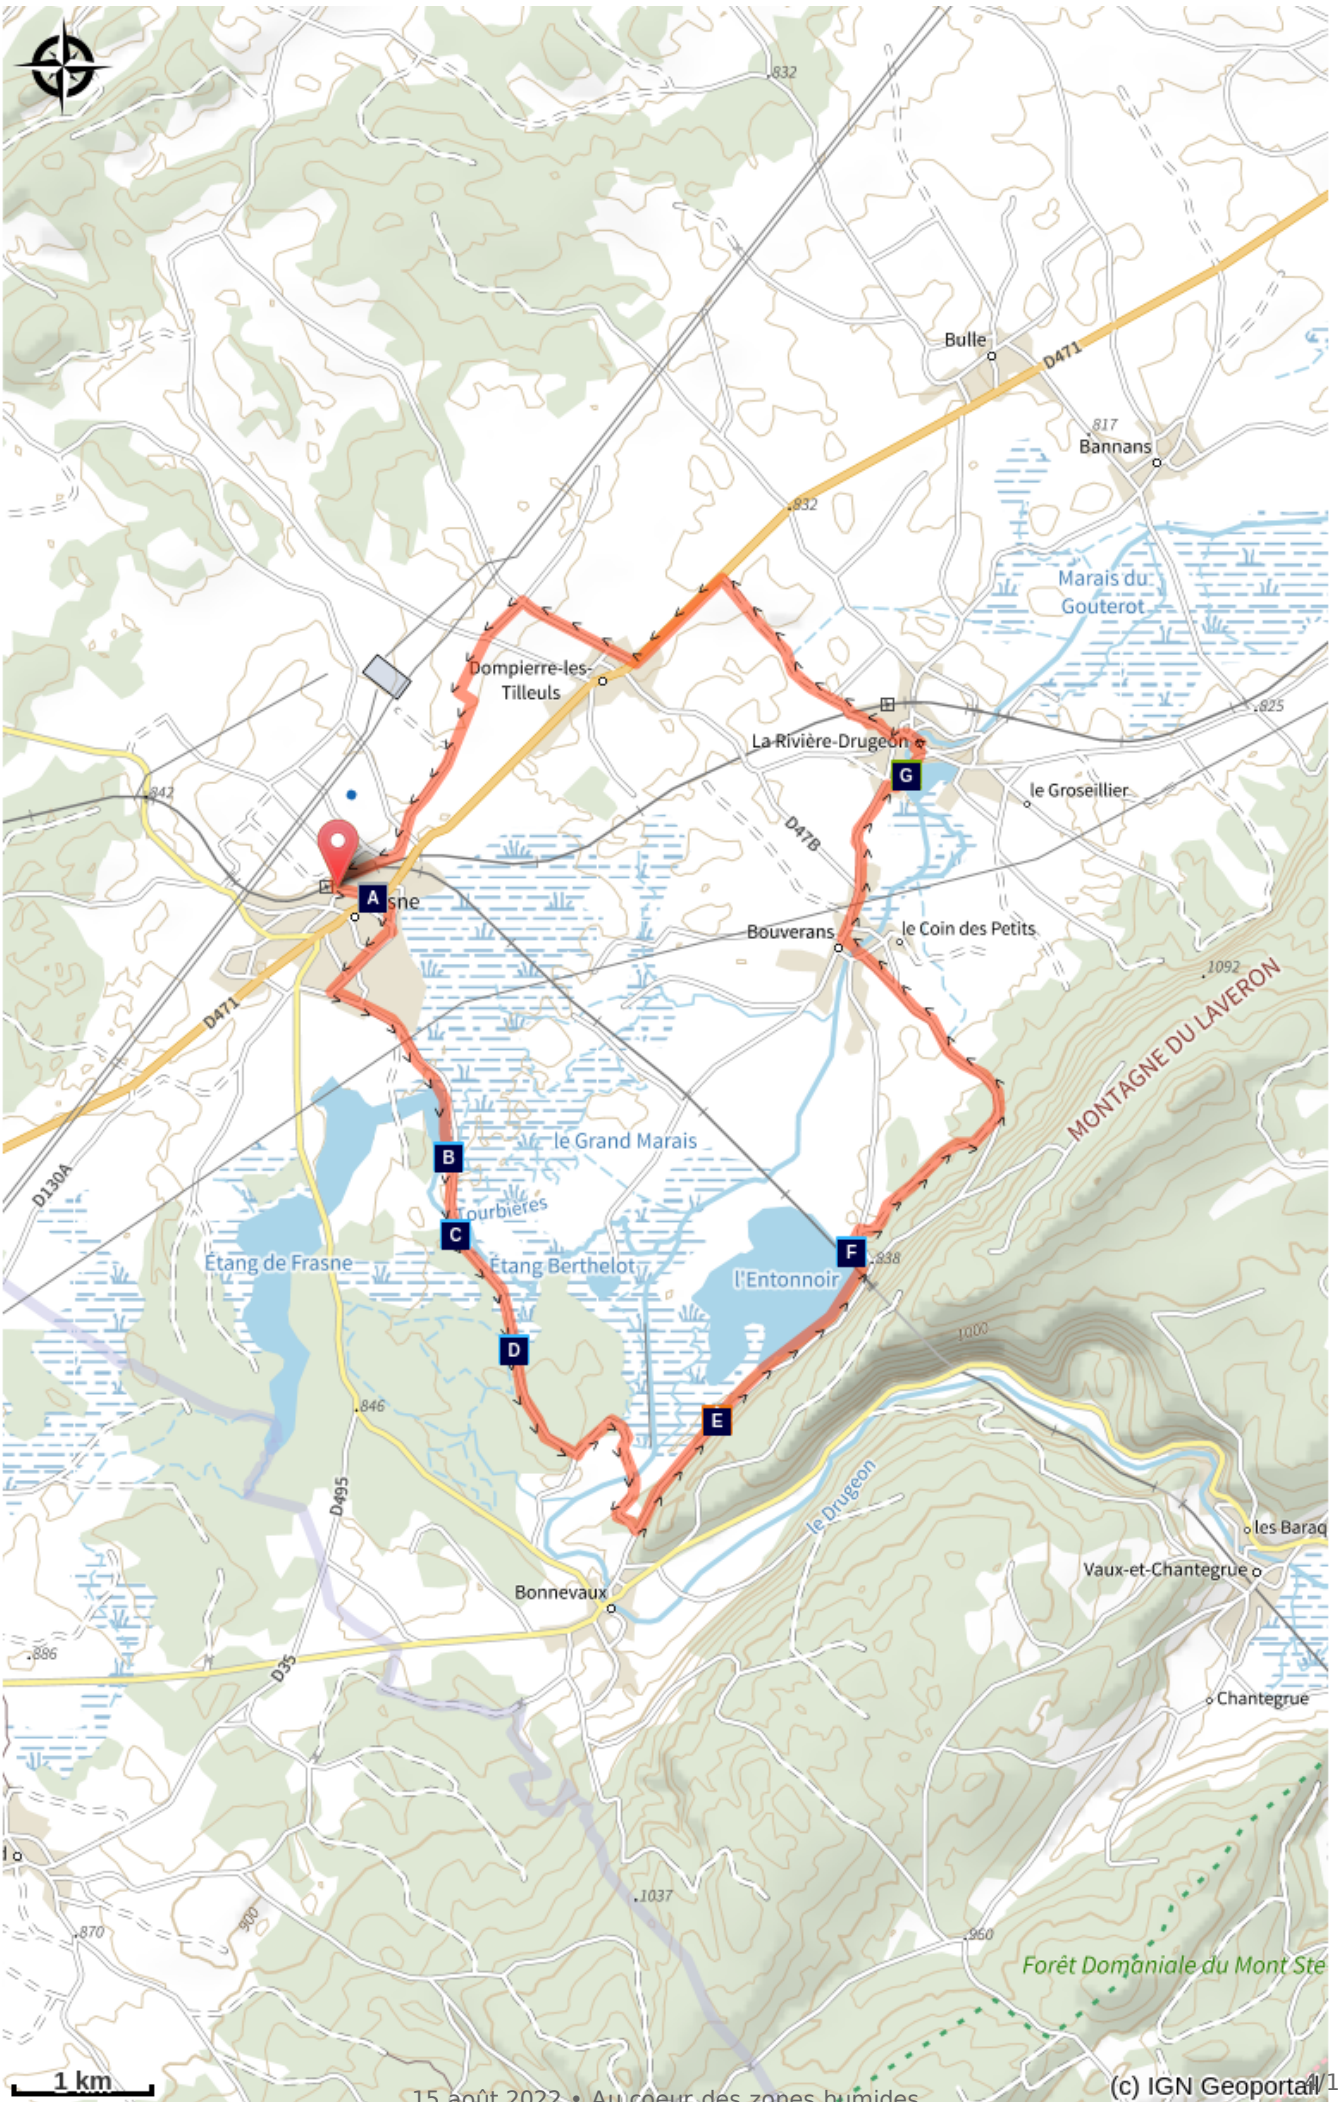 832
Bulle
D471
817
Bannans
832
Marais du
Gouterot
Dompierre-les-
Tilleuls
825
La Rivière-Drugeon
G
le Groseillier
842
D47B
A
sne
le Coin des Petits
Bouverans
1092
D471
MONTAGNE DU LAVERON
le Grand Marais
B
D130A
Tourbières
C
F
838
Étang de Frasne
Étang Berthelot
l'Entonnoir
1000
D
846
E
D495
le Drugeon
les Baraq
Vaux-et-Chantegrue
Bonnevaux
886
D35
Chantegrue
1037
900
870
960
Forêt Domaniale du Mont Ste
1 km
(c) IGN Geoportail
4/1
15 août 2022 • Au coeur des zones humides